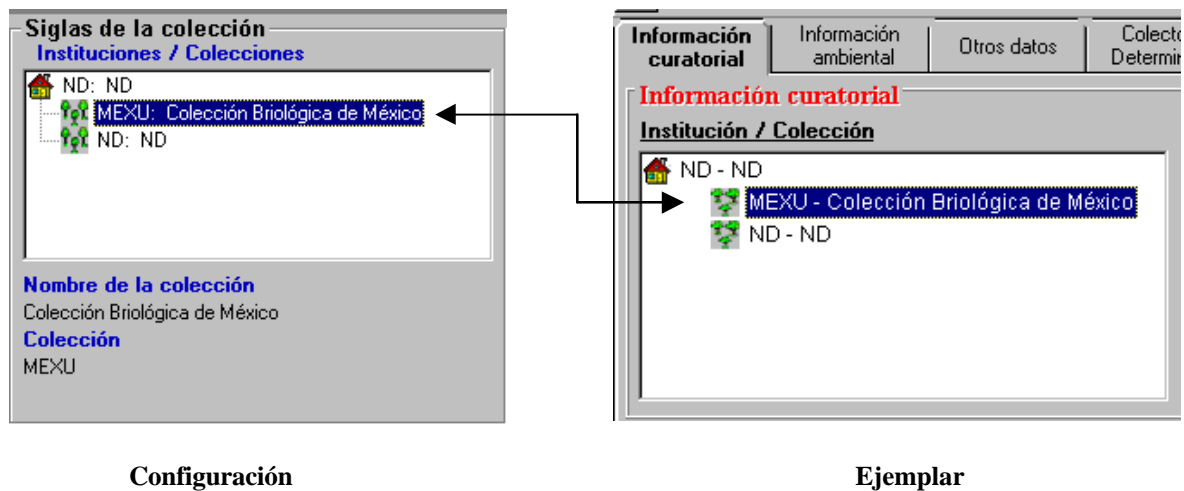 Siglas de la colección
Instituciones / Colecciones
ND: ND
MEXU: Colección Briológica de México
ND: ND
Nombre de la colección
Colección Briológica de México
Colección
MEXU
Configuración
Información curatorial
Información ambiental
Otros datos
Colecto
Determin
Información curatorial
Institución / Colección
ND - ND
MEXU - Colección Briológica de México
ND - ND
Ejemplar